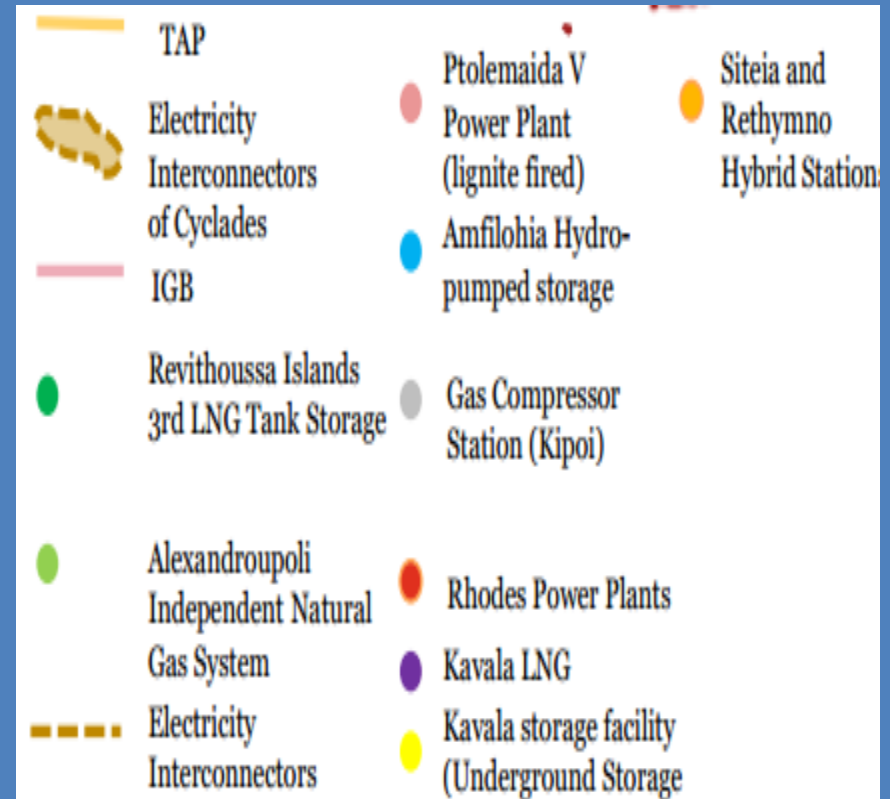 TAP
Electricity
Interconnectors
of Cyclades
IGB
Revithoussa Islands
3rd LNG Tank Storage
Alexandroupoli
Independent Natural
Gas System
Electricity
Interconnectors
Ptolemaida V
Power Plant
(lignite fired)
Amfilohia Hydro-
pumped storage
Gas Compressor
Station (Kipoi)
Rhodes Power Plants
Kavala LNG
Kavala storage facility
(Underground Storage
Siteia and
Rethymno
Hybrid Station